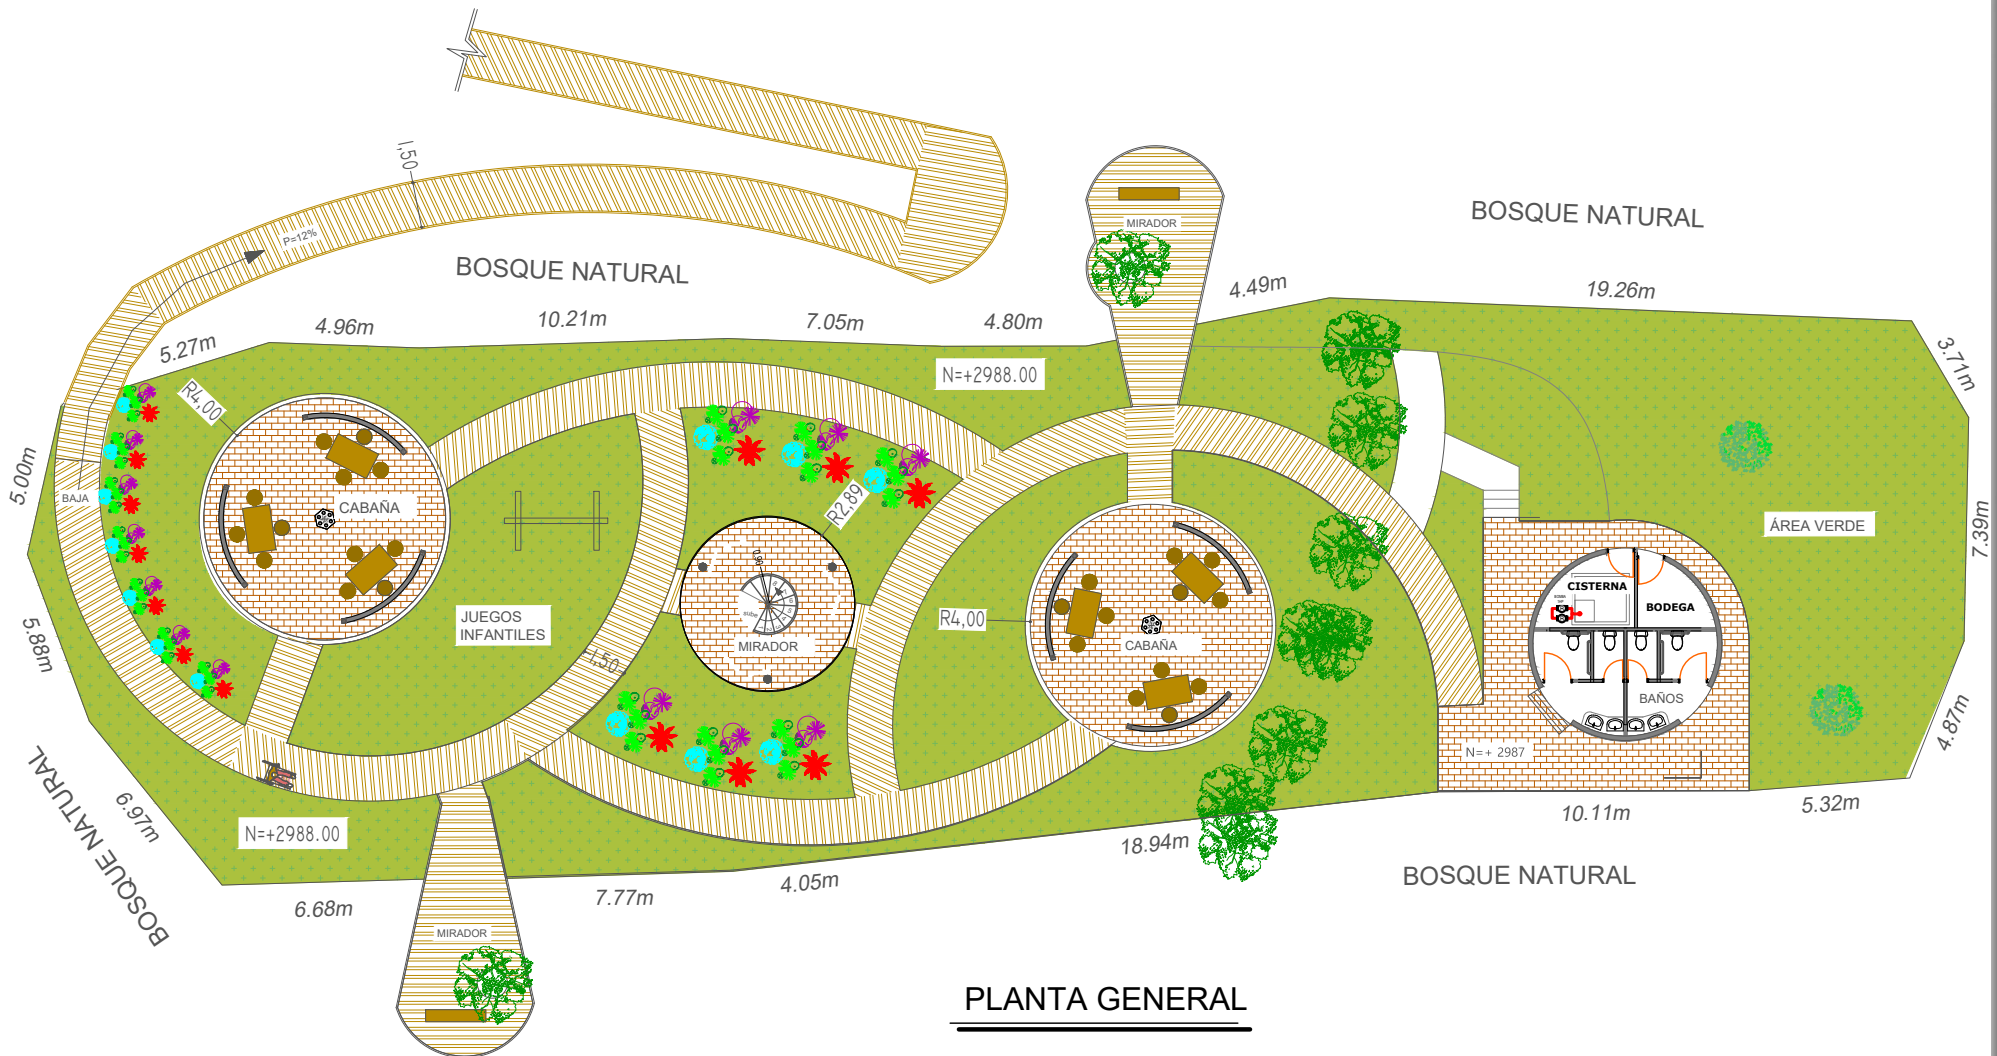 1,50
P=12%
BOSQUE NATURAL
MIRADOR
BOSQUE NATURAL
5.27m
4.96m
10.21m
7.05m
4.80m
4.49m
19.26m
3.71m
R4,00
N=+2988.00
5.00m
BAJA
CABAÑA
R2,89
ÁREA VERDE
7.39m
0.90
sube
CISTERNA
BODEGA
JUEGOS
INFANTILES
MIRADOR
R4,00
CABAÑA
1,50
BAÑOS
5.88m
N=+ 2987
4.87m
BOSQUE NATURAL
6.97m
N=+2988.00
18.94m
10.11m
5.32m
6.68m
7.77m
4.05m
BOSQUE NATURAL
MIRADOR
PLANTA GENERAL